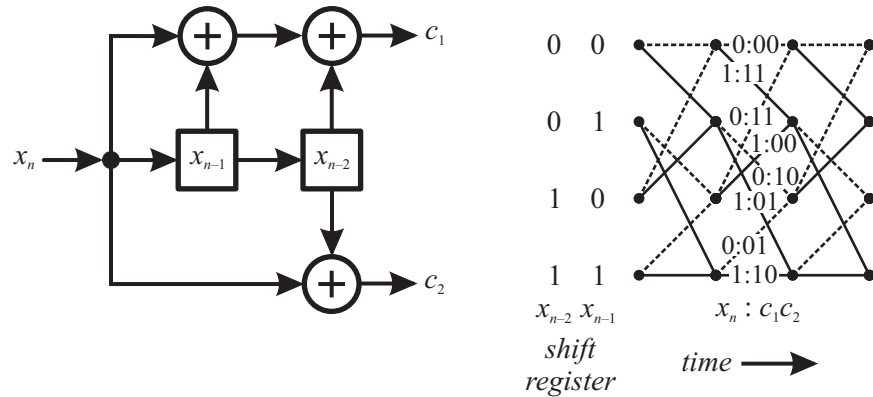 + + c₁
xₙ xₙ₋₁ xₙ₋₂
+ c₂
0 0 0:00
1:11
0 1 0:11
1:00
0:10
1 0 1:01
0:01
1 1 1:10
xₙ₋₂ xₙ₋₁ xₙ : c₁c₂
shift
register
time